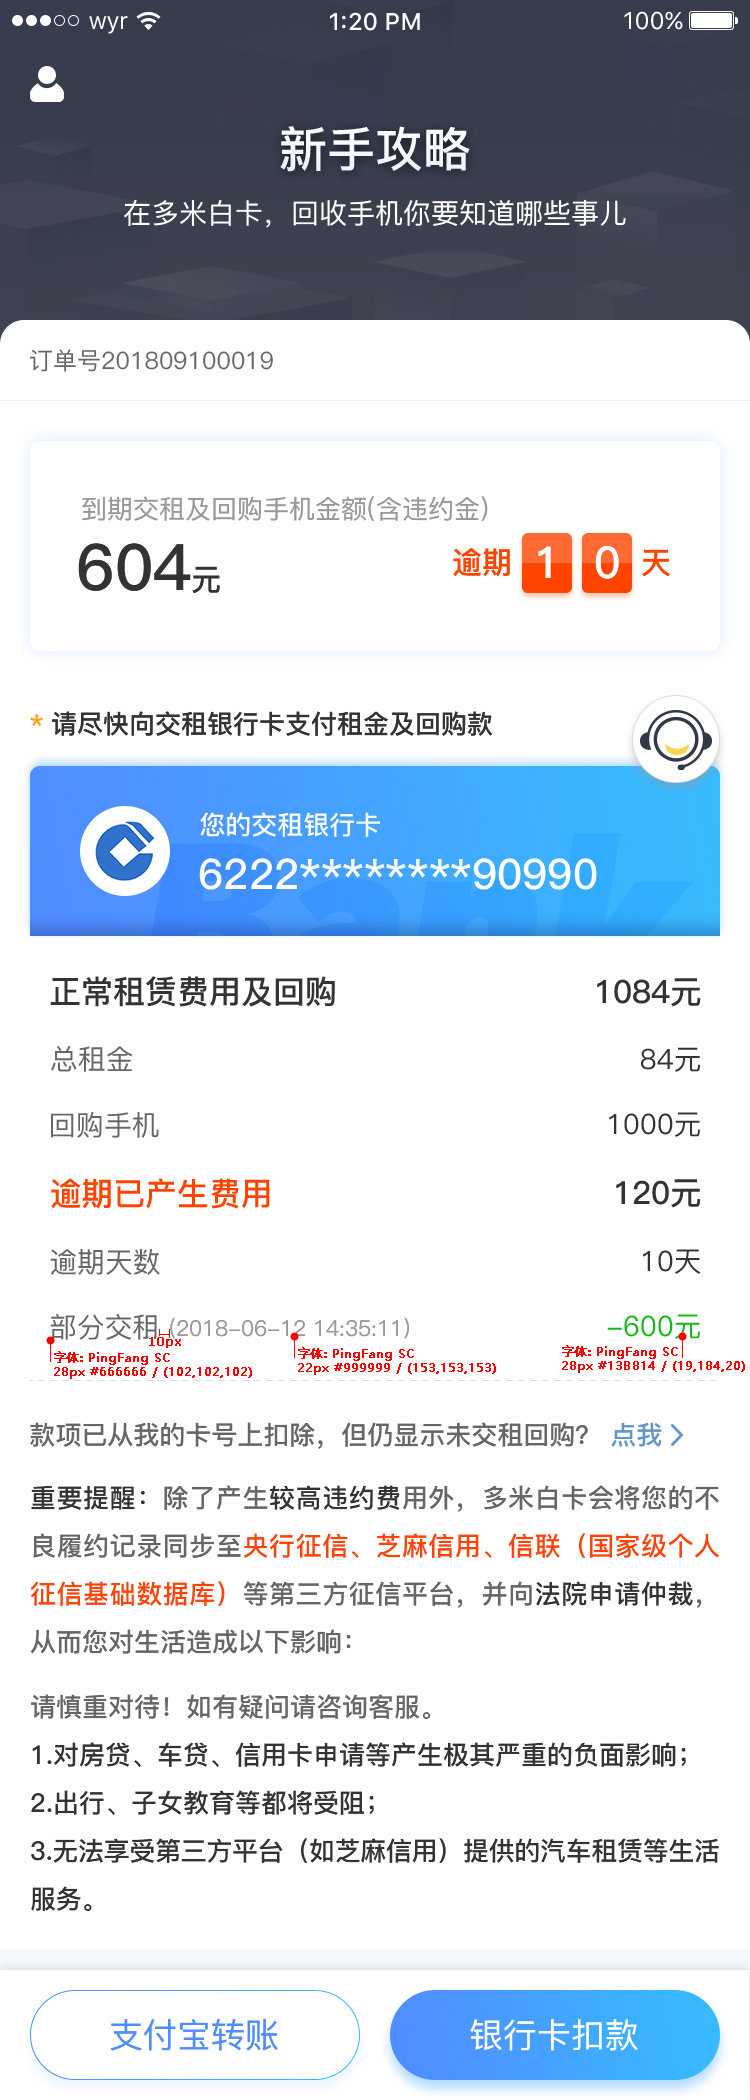 wyr 1:20 PM 100%
新手攻略
在多米白卡，回收手机你要知道哪些事儿
订单号201809100019
到期交租及回购手机金额(含违约金)
604元 逾期 1 0 天
* 请尽快向交租银行卡支付租金及回购款
您的交租银行卡
6222********90990
Bank
正常租赁费用及回购 1084元
总租金 84元
回购手机 1000元
逾期已产生费用 120元
逾期天数 10天
部分交租 (2018-06-12 14:35:11) -600元
10px
字体: PingFang SC
28px #666666 / (102,102,102)
字体: PingFang SC
22px #999999 / (153,153,153)
字体: PingFang SC
28px #13B814 / (19,184,20)
款项已从我的卡号上扣除，但仍显示未交租回购？ 点我
重要提醒：除了产生较高违约费用外，多米白卡会将您的不
良履约记录同步至央行征信、芝麻信用、信联（国家级个人
征信基础数据库）等第三方征信平台，并向法院申请仲裁，
从而您对生活造成以下影响：
请慎重对待！如有疑问请咨询客服。
1.对房贷、车贷、信用卡申请等产生极其严重的负面影响；
2.出行、子女教育等都将受阻；
3.无法享受第三方平台（如芝麻信用）提供的汽车租赁等生活
服务。
支付宝转账 银行卡扣款